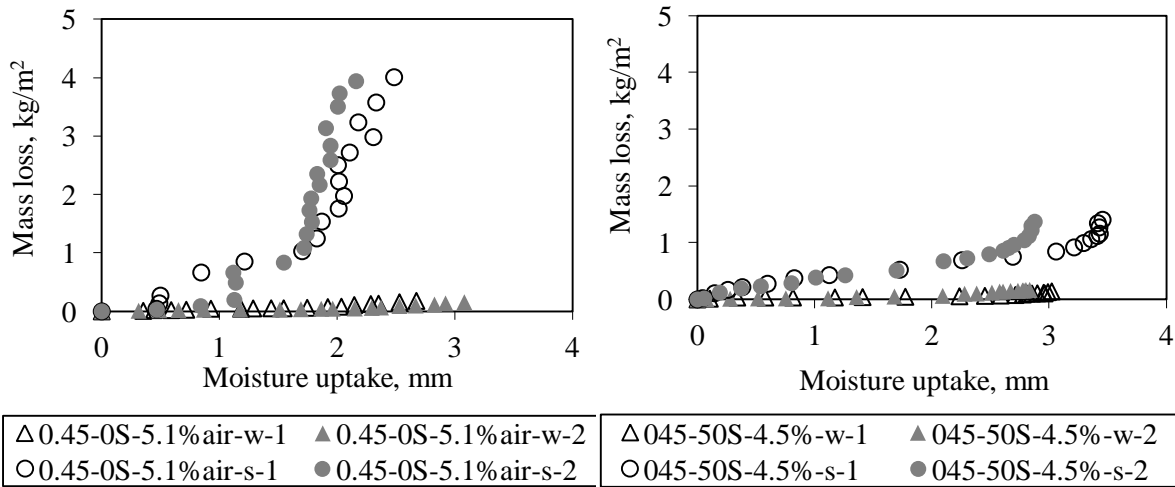 5
4
3
2
1
0
Mass loss, kg/m²
0 1 2 3 4
Moisture uptake, mm
0.45-0S-5.1%air-w-1 0.45-0S-5.1%air-w-2
0.45-0S-5.1%air-s-1 0.45-0S-5.1%air-s-2
5
4
3
2
1
0
Mass loss, kg/m²
0 1 2 3 4
Moisture uptake, mm
045-50S-4.5%-w-1 045-50S-4.5%-w-2
045-50S-4.5%-s-1 045-50S-4.5%-s-2